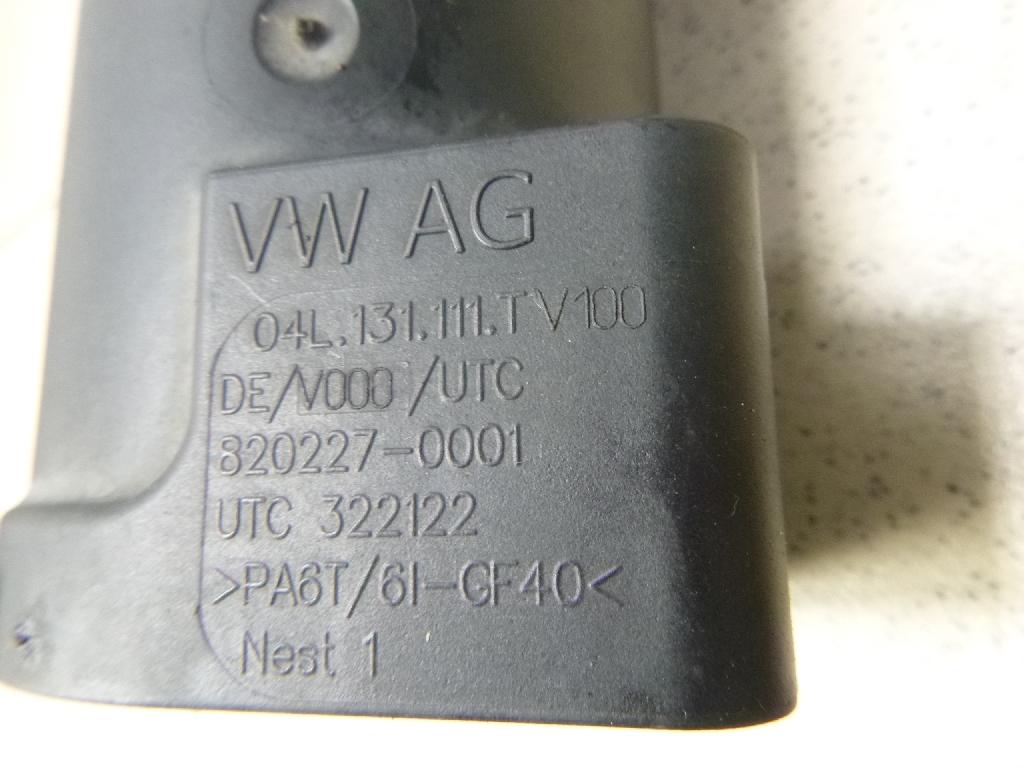 VW AG
04L.131.111.T V100
DE/V000/UTC
820227-0001
UTC 322122
>PA6T/6I-GF40<
Nest 1